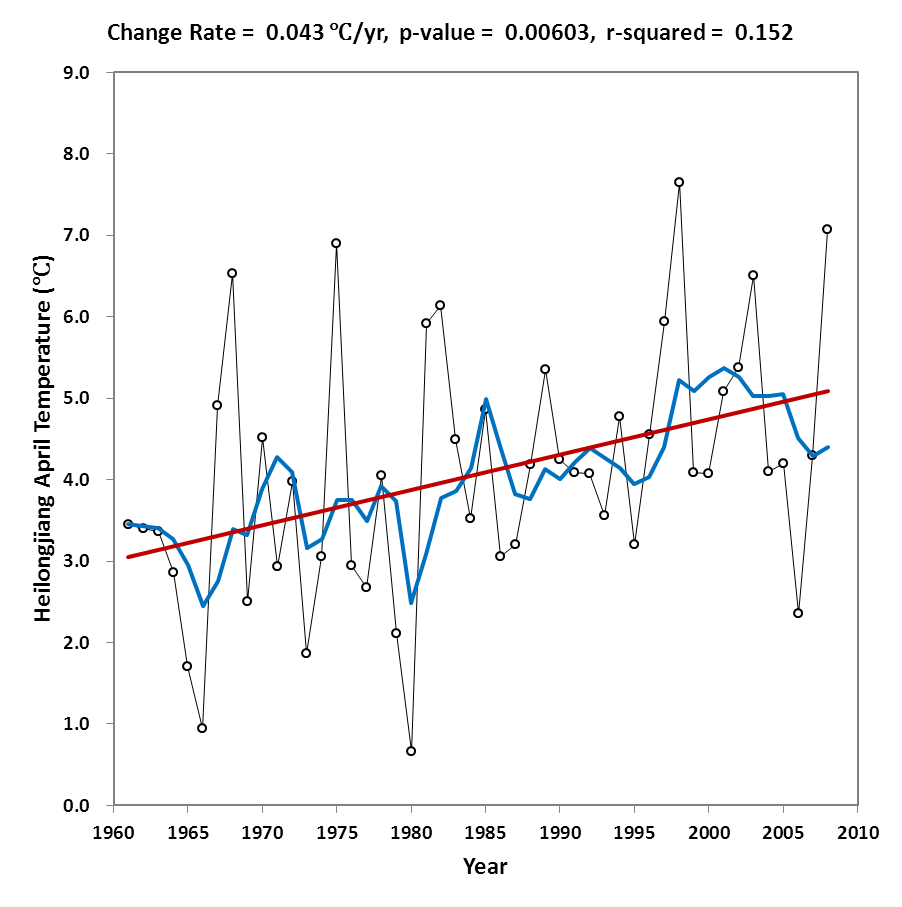 Change Rate = 0.043 ℃/yr, p-value = 0.00603, r-squared = 0.152
9.0
8.0
7.0
6.0
5.0
4.0
3.0
2.0
1.0
0.0
Heilongjiang April Temperature (℃)
1960 1965 1970 1975 1980 1985 1990 1995 2000 2005 2010
Year